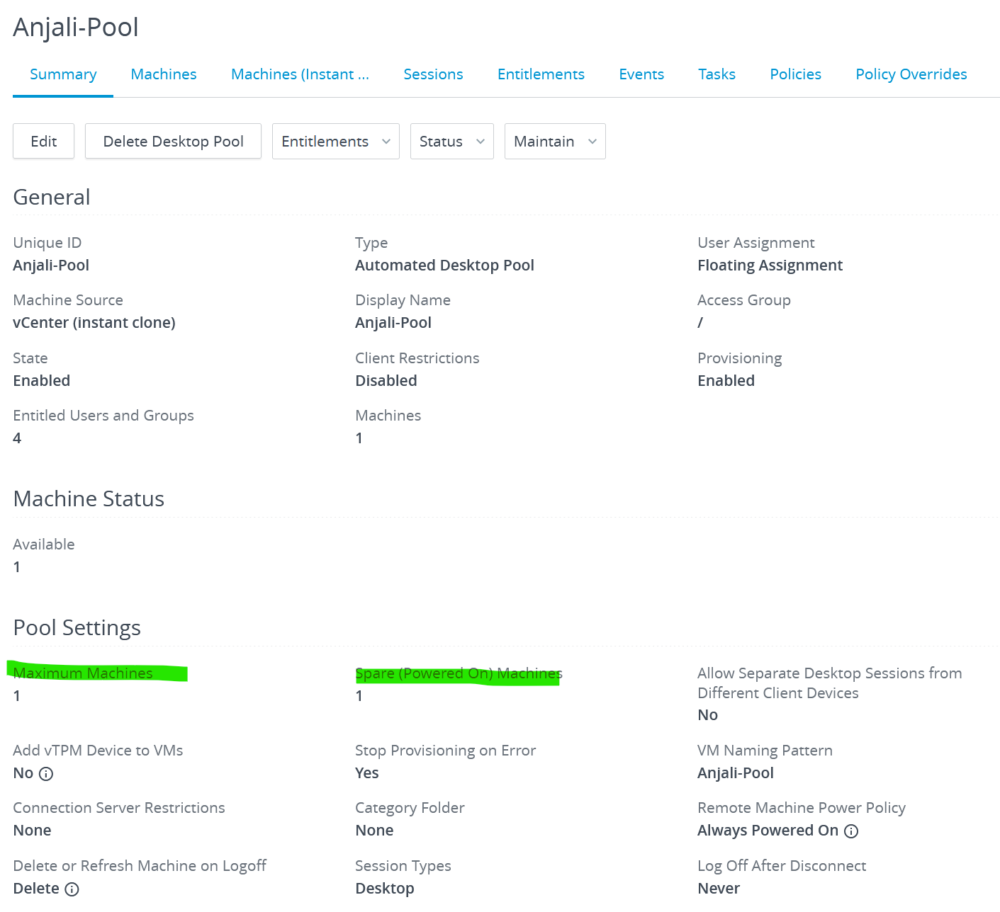 Anjali-Pool
Summary Machines Machines (Instant ... Sessions Entitlements Events Tasks Policies Policy Overrides
Edit Delete Desktop Pool Entitlements Status Maintain
General
Unique ID Type User Assignment
Anjali-Pool Automated Desktop Pool Floating Assignment
Machine Source Display Name Access Group
vCenter (instant clone) Anjali-Pool /
State Client Restrictions Provisioning
Enabled Disabled Enabled
Entitled Users and Groups Machines
4 1
Machine Status
Available
1
Pool Settings
Maximum Machines Spare (Powered On) Machines Allow Separate Desktop Sessions from
Different Client Devices
1 1
No
Add vTPM Device to VMs Stop Provisioning on Error VM Naming Pattern
No Yes Anjali-Pool
Connection Server Restrictions Category Folder Remote Machine Power Policy
None None Always Powered On
Delete or Refresh Machine on Logoff Session Types Log Off After Disconnect
Delete Desktop Never